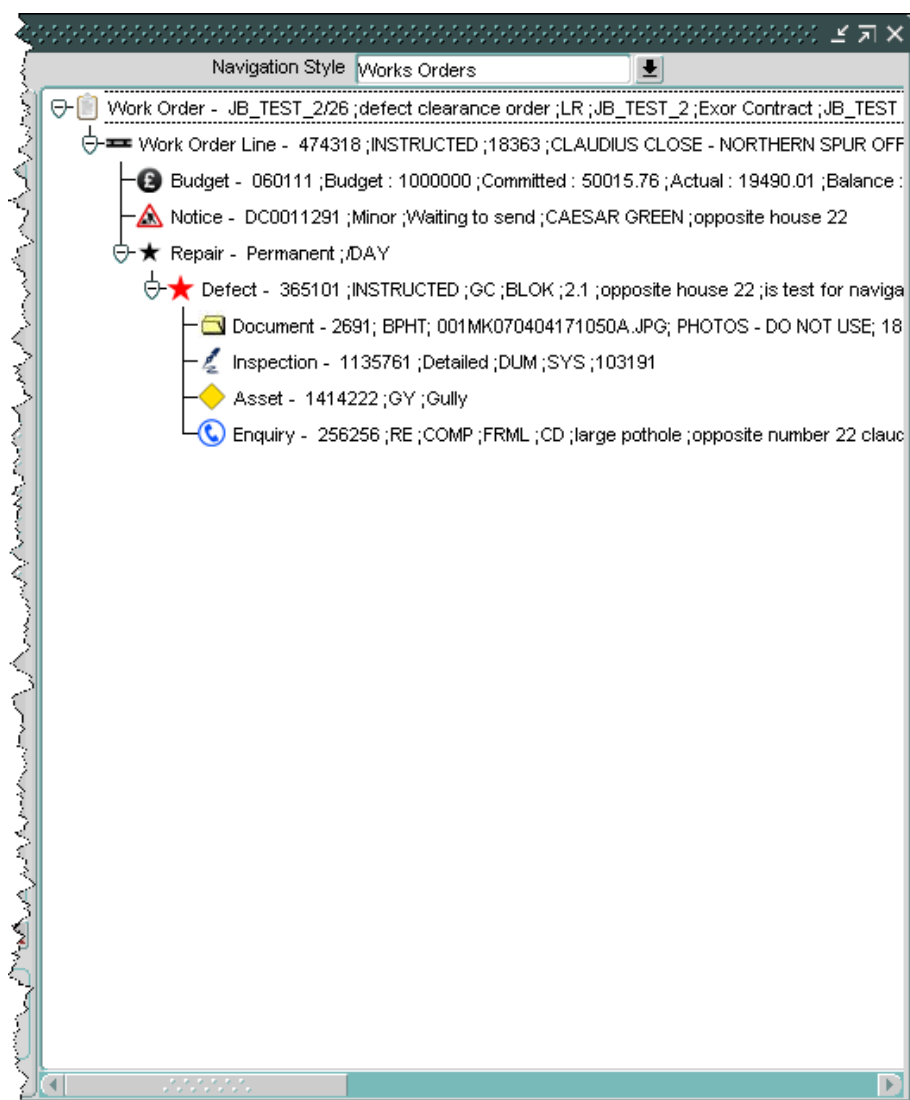 Navigation Style Works Orders
Work Order - JB_TEST_2/26 ;defect clearance order ;LR ;JB_TEST_2 ;Exor Contract ;JB_TEST
Work Order Line - 474318 ;INSTRUCTED ;18363 ;CLAUDIUS CLOSE - NORTHERN SPUR OFF
£ Budget - 060111 ;Budget : 1000000 ;Committed : 50015.76 ;Actual : 19490.01 ;Balance :
Notice - DC0011291 ;Minor ;Waiting to send ;CAESAR GREEN ;opposite house 22
Repair - Permanent ;/DAY
Defect - 365101 ;INSTRUCTED ;GC ;BLOK ;2.1 ;opposite house 22 ;is test for naviga
Document - 2691; BPHT; 001MK070404171050A.JPG; PHOTOS - DO NOT USE; 18
Inspection - 1135761 ;Detailed ;DUM ;SYS ;103191
Asset - 1414222 ;GY ;Gully
Enquiry - 256256 ;RE ;COMP ;FRML ;CD ;large pothole ;opposite number 22 clauc